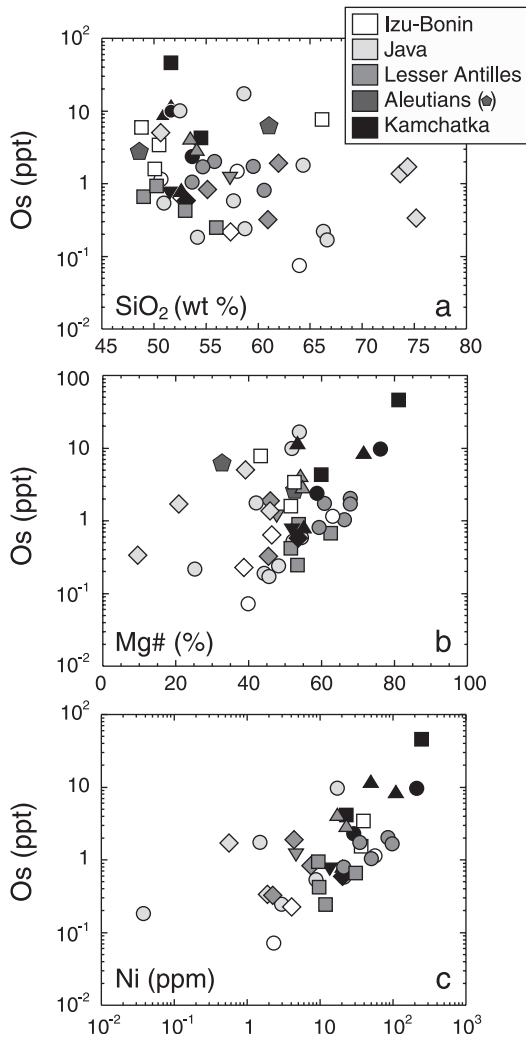 Izu-Bonin
Java
Lesser Antilles
Aleutians ( )
Kamchatka
10²
10
1
10⁻¹
10⁻²
Os (ppt)
SiO₂ (wt %)
a
45 50 55 60 65 70 75 80
100
10
1
10⁻¹
10⁻²
Os (ppt)
Mg# (%)
b
0 20 40 60 80 100
10²
10
1
10⁻¹
10⁻²
Os (ppt)
Ni (ppm)
c
10⁻² 10⁻¹ 1 10 10² 10³